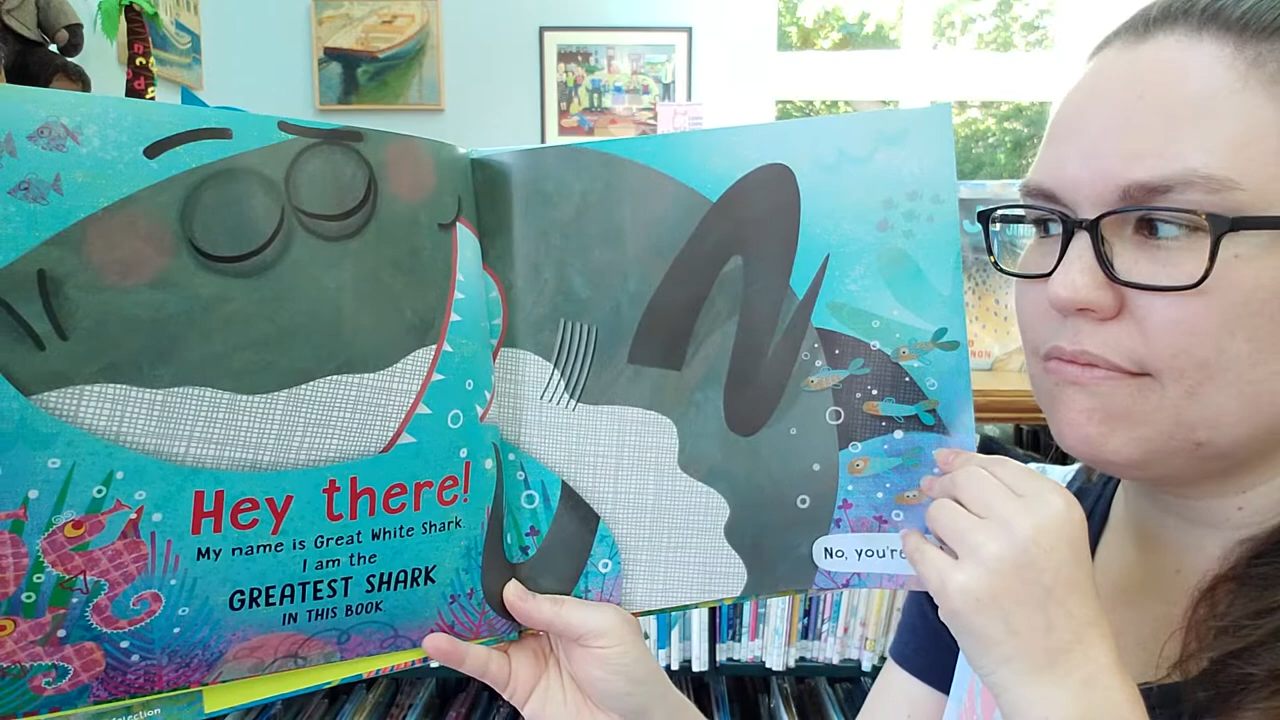 Hey there!
My name is Great White Shark.
I am the
GREATEST SHARK
IN THIS BOOK
No, you're